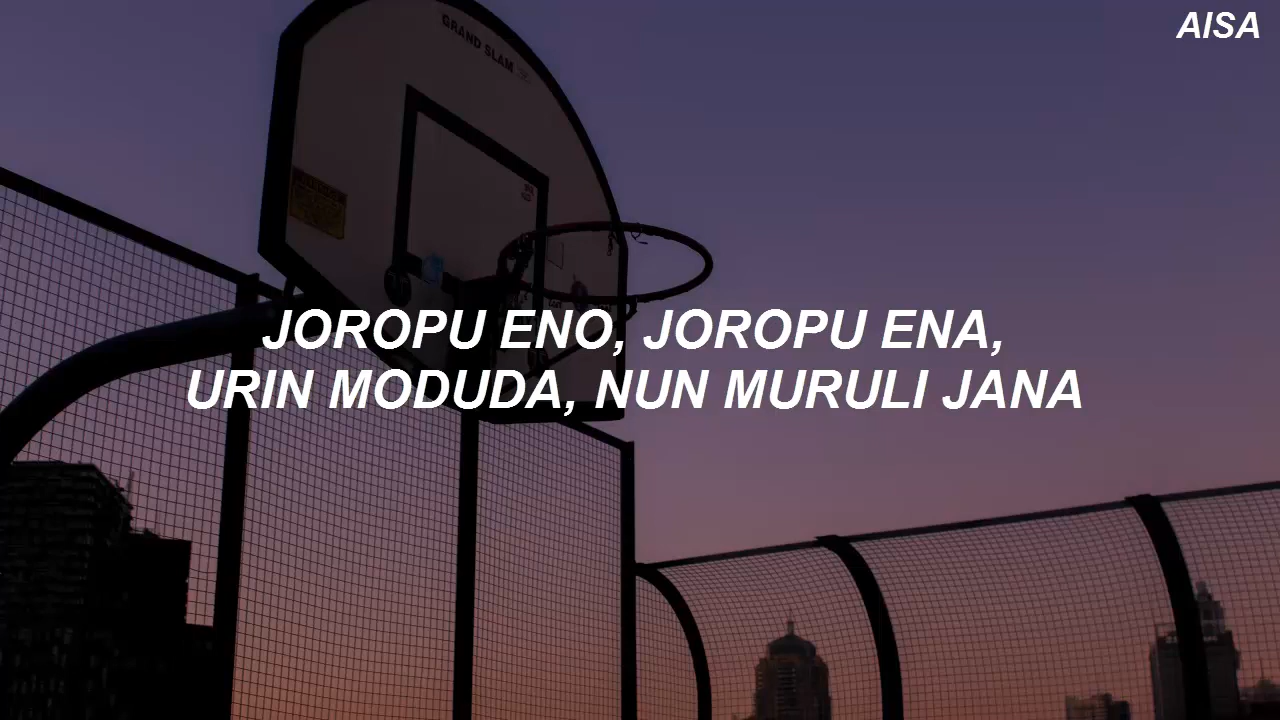 AISA
GRAND SLAM
JOROPU ENO, JOROPU ENA,
URIN MODUDA, NUN MURULI JANA